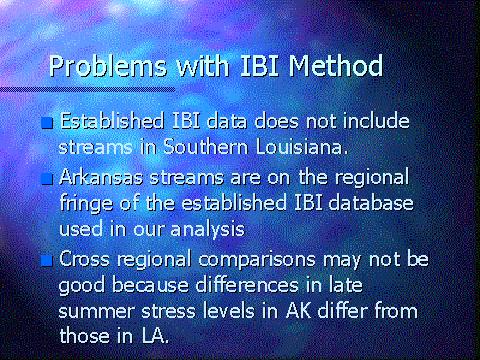 Problems with IBI Method
Established IBI data does not include
streams in Southern Louisiana.
Arkansas streams are on the regional
fringe of the established IBI database
used in our analysis
Cross regional comparisons may not be
good because differences in late
summer stress levels in AK differ from
those in LA.